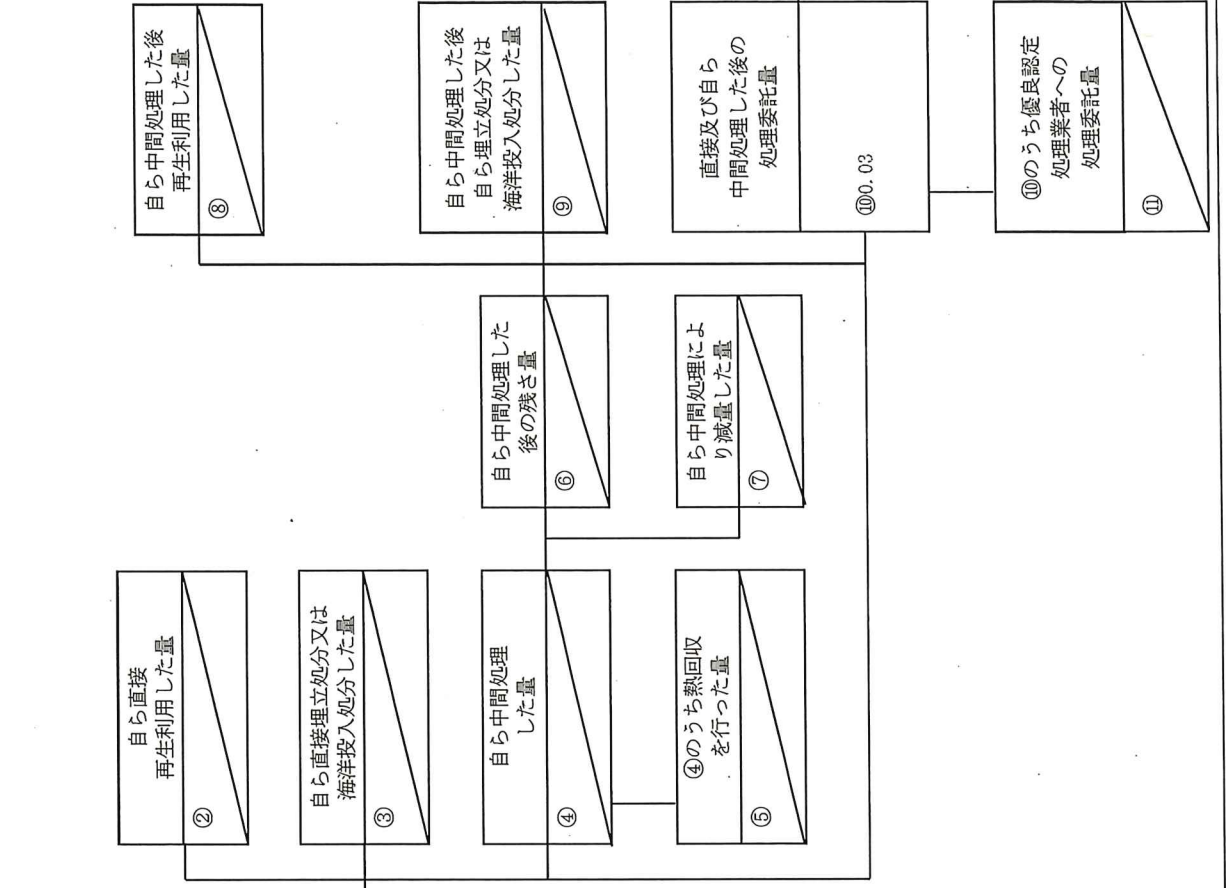 自ら直接
再生利用した量
②
自ら直接埋立処分又は
海洋投入処分した量
③
自ら中間処理
した量
④
④のうち熱回収
を行った量
⑤
自ら中間処理した
後の残さ量
⑥
自ら中間処理によ
り減量した量
⑦
自ら中間処理した後
再生利用した量
⑧
自ら中間処理した後
自ら埋立処分又は
海洋投入処分した量
⑨
直接及び自ら
中間処理した後の
処理委託量
⑩0.03
⑩のうち優良認定
処理業者への
処理委託量
⑪